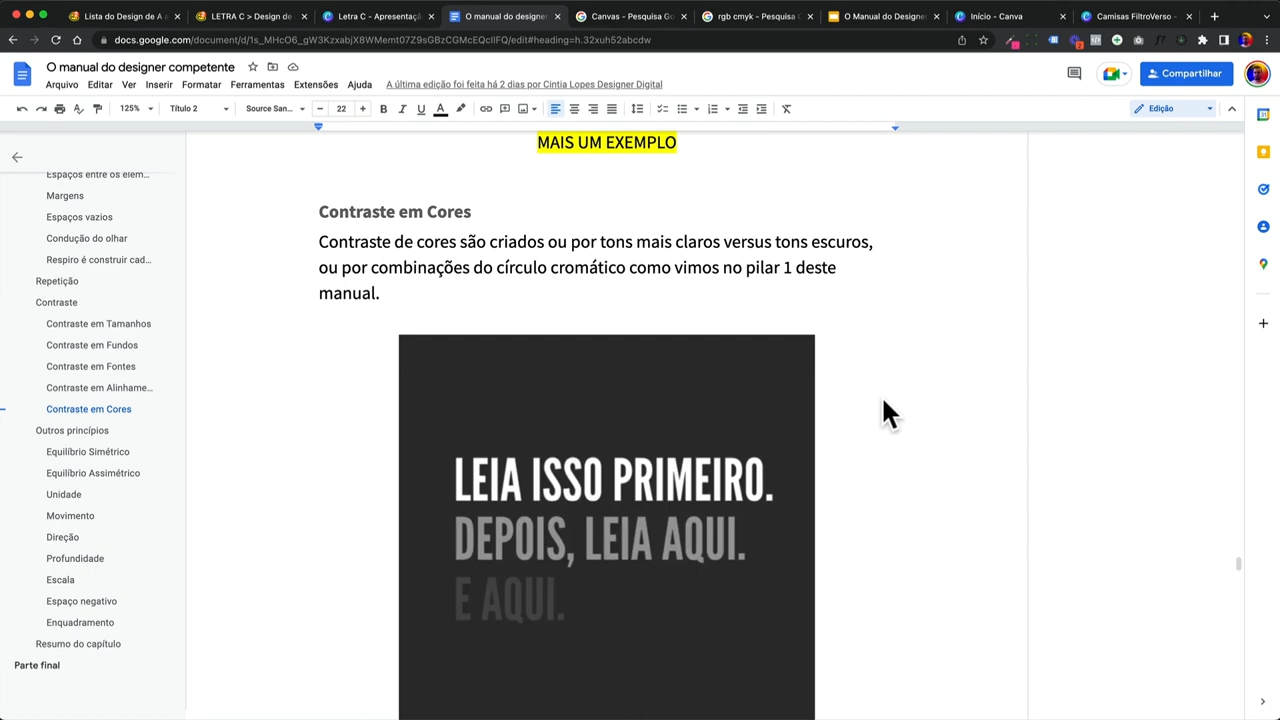 Lista do Design de A a
LETRA C > Design de
Letra C - Apresentaç
O manual do designer
Canvas - Pesquisa Go
rgb cmyk - Pesquisa
O Manual do Designer
Início - Canva
Camisas FiltroVerso -
docs.google.com/document/d/1s_MHcO6_gW3KzxabjX8WMemt07Z9sGBzCGMcEQcIIFQ/edit#heading=h.32xuh52abcdw
O manual do designer competente
Arquivo Editar Ver Inserir Formatar Ferramentas Extensões Ajuda
A última edição foi feita há 2 dias por Cintia Lopes Designer Digital
Compartilhar
125%
Título 2
Source San...
22
Edição
Espaços entre os elem...
Margens
Espaços vazios
Condução do olhar
Respiro é construir cad...
Repetição
Contraste
Contraste em Tamanhos
Contraste em Fundos
Contraste em Fontes
Contraste em Alinhame...
Contraste em Cores
Outros princípios
Equilíbrio Simétrico
Equilíbrio Assimétrico
Unidade
Movimento
Direção
Profundidade
Escala
Espaço negativo
Enquadramento
Resumo do capítulo
Parte final
MAIS UM EXEMPLO
Contraste em Cores
Contraste de cores são criados ou por tons mais claros versus tons escuros,
ou por combinações do círculo cromático como vimos no pilar 1 deste
manual.
LEIA ISSO PRIMEIRO.
DEPOIS, LEIA AQUI.
E AQUI.